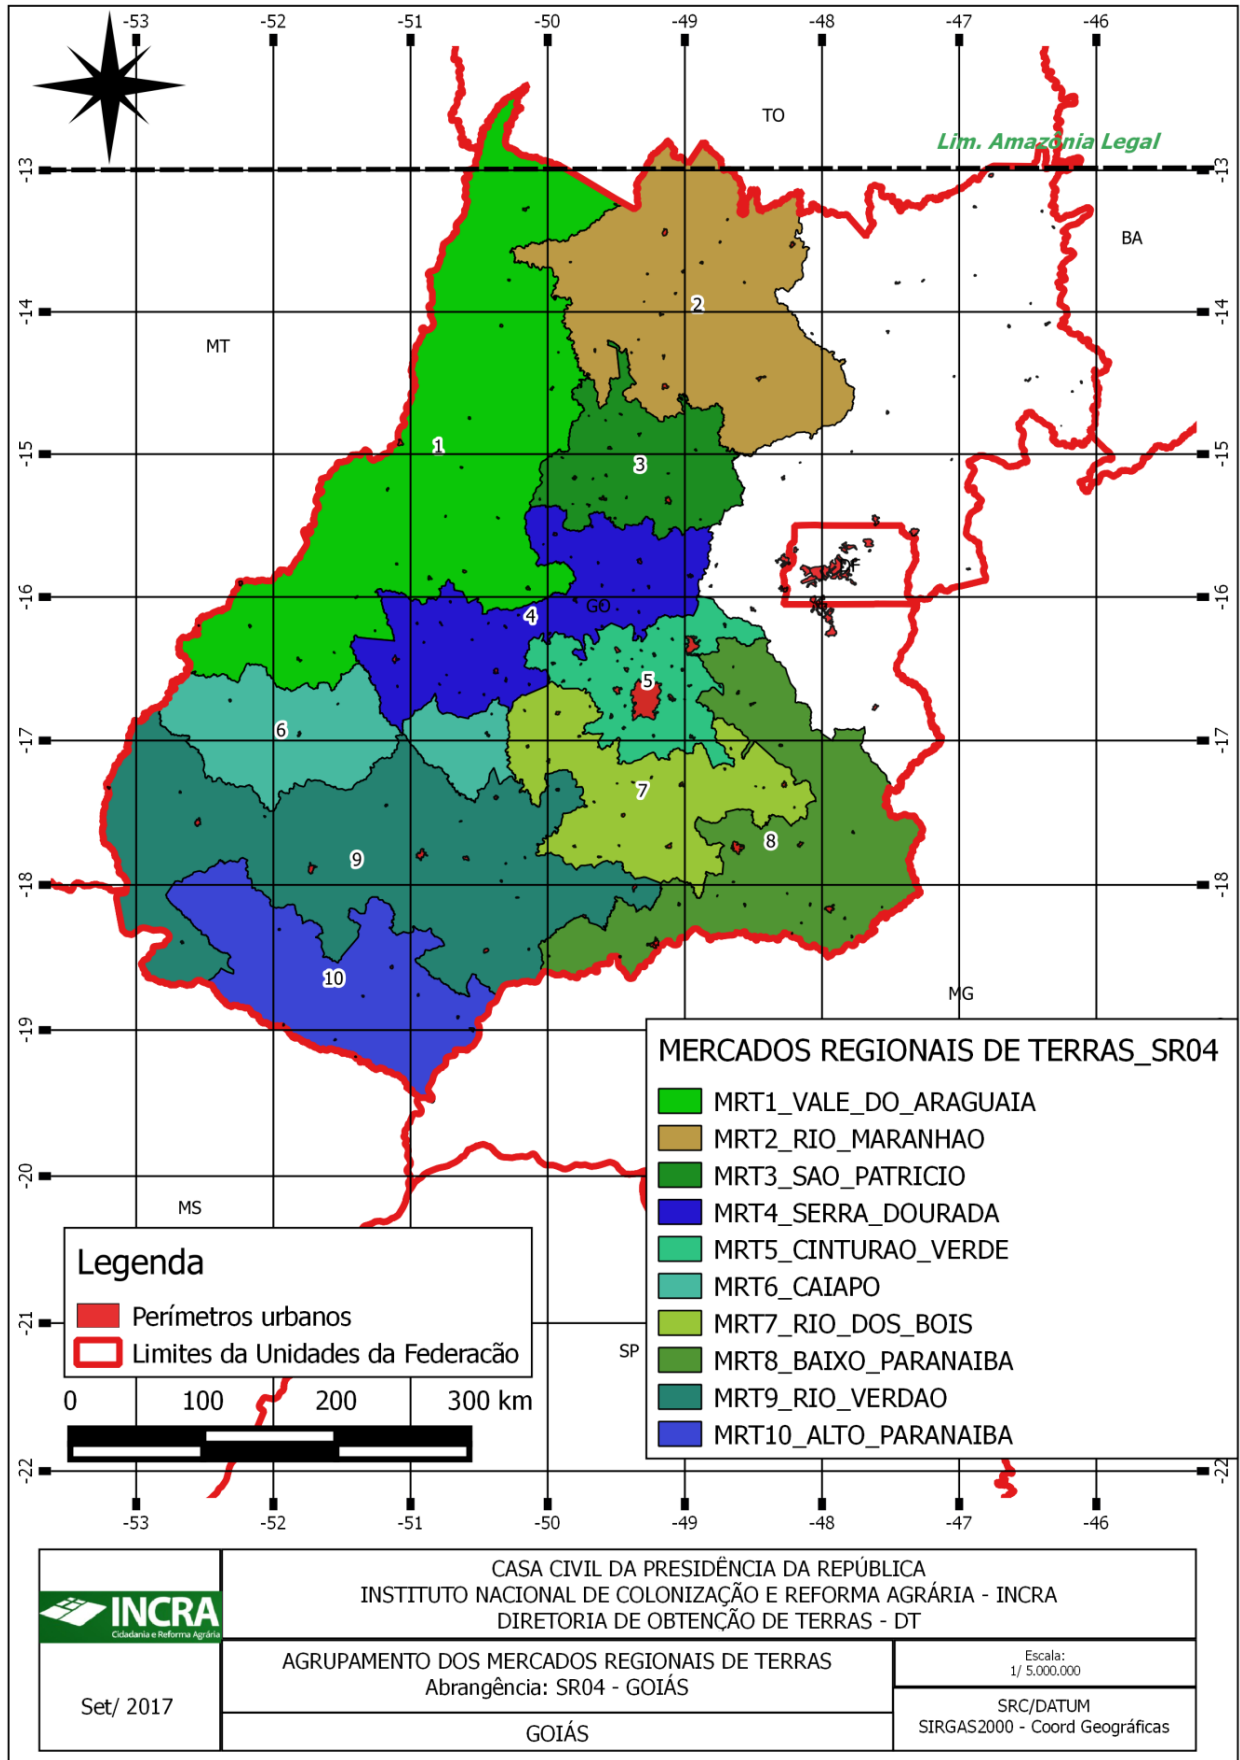 -53 -52 -51 -50 -49 -48 -47 -46
TO
Lim. Amazônia Legal
-13 -13
BA
2
-14 -14
MT
1
3
-15 -15
DF
-16 -16
GO
4
5
6
-17 -17
7
8
9
-18 -18
10
MG
-19
MERCADOS REGIONAIS DE TERRAS_SR04
MRT1_VALE_DO_ARAGUAIA
MRT2_RIO_MARANHAO
MRT3_SAO_PATRICIO
MRT4_SERRA_DOURADA
MRT5_CINTURAO_VERDE
MRT6_CAIAPO
MRT7_RIO_DOS_BOIS
MRT8_BAIXO_PARANAIBA
MRT9_RIO_VERDAO
MRT10_ALTO_PARANAIBA
-20
MS
Legenda
Perímetros urbanos
Limites da Unidades da Federacão
-21
SP
0 100 200 300 km
-22 -22
-53 -52 -51 -50 -49 -48 -47 -46
INCRA
Cidadania e Reforma Agrária
CASA CIVIL DA PRESIDÊNCIA DA REPÚBLICA
INSTITUTO NACIONAL DE COLONIZAÇÃO E REFORMA AGRÁRIA - INCRA
DIRETORIA DE OBTENÇÃO DE TERRAS - DT
Set/ 2017
AGRUPAMENTO DOS MERCADOS REGIONAIS DE TERRAS
Abrangência: SR04 - GOIÁS
GOIÁS
Escala:
1/ 5.000.000
SRC/DATUM
SIRGAS2000 - Coord Geográficas